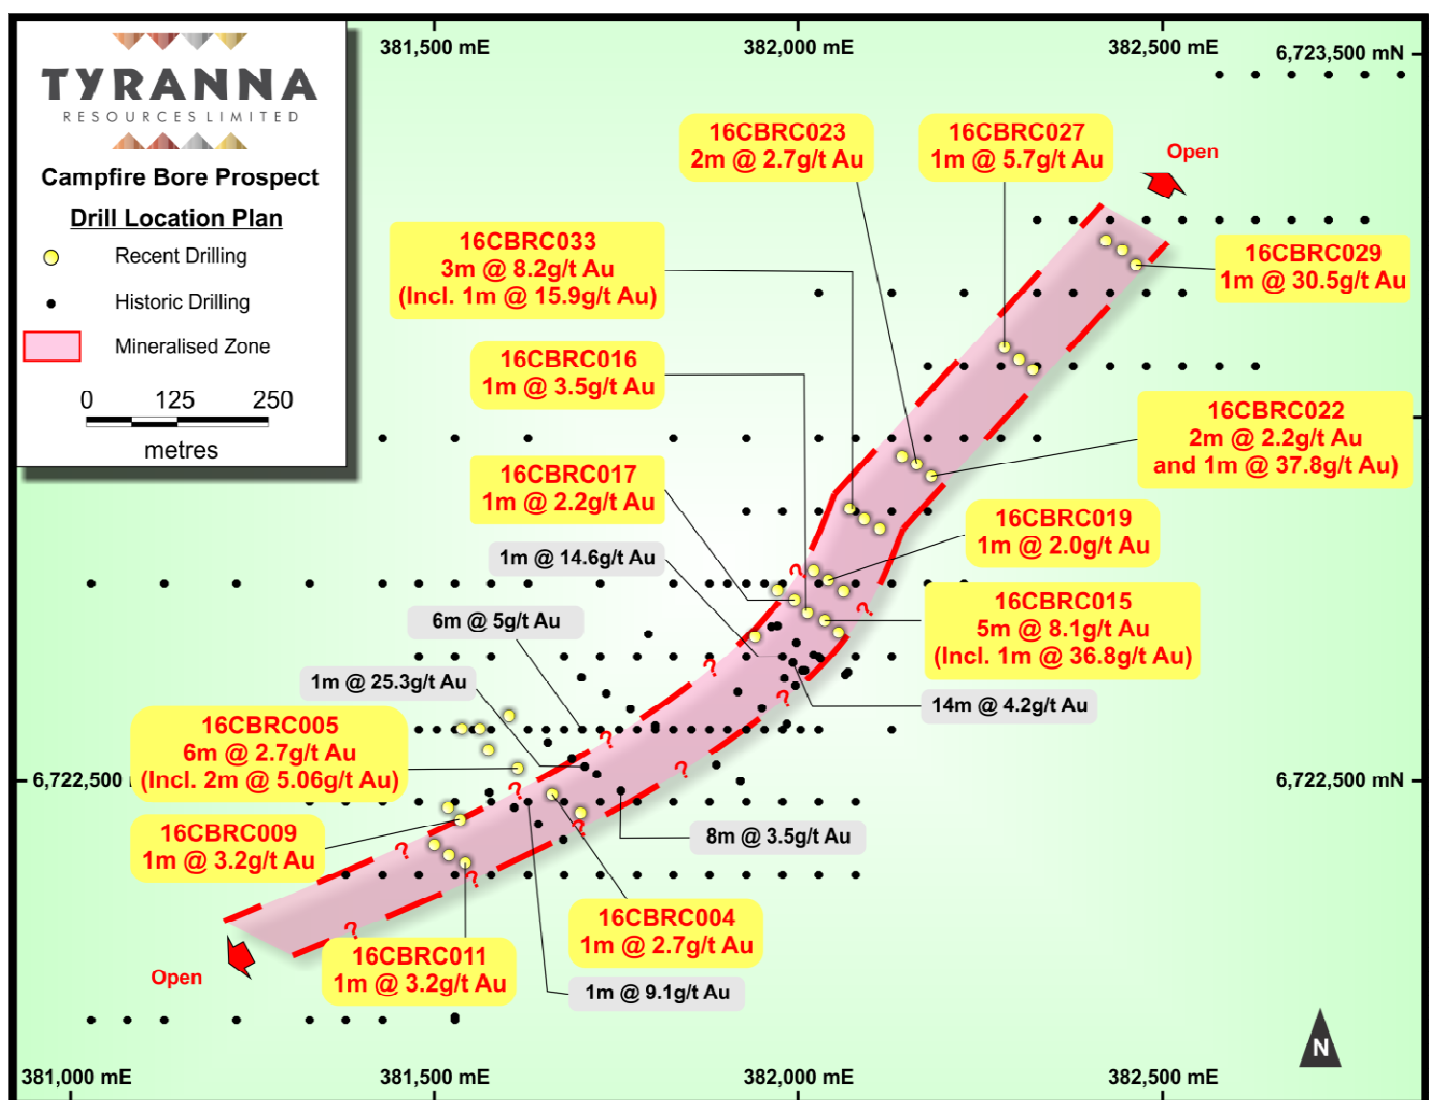 381,500 mE
382,000 mE
382,500 mE
6,723,500 mN
TYRANNA
RESOURCES LIMITED
Campfire Bore Prospect
Drill Location Plan
Recent Drilling
Historic Drilling
Mineralised Zone
0 125 250
metres
16CBRC023
2m @ 2.7g/t Au
16CBRC027
1m @ 5.7g/t Au
Open
16CBRC033
3m @ 8.2g/t Au
(Incl. 1m @ 15.9g/t Au)
16CBRC029
1m @ 30.5g/t Au
16CBRC016
1m @ 3.5g/t Au
16CBRC022
2m @ 2.2g/t Au
and 1m @ 37.8g/t Au)
16CBRC017
1m @ 2.2g/t Au
16CBRC019
1m @ 2.0g/t Au
1m @ 14.6g/t Au
?
?
16CBRC015
5m @ 8.1g/t Au
(Incl. 1m @ 36.8g/t Au)
6m @ 5g/t Au
?
1m @ 25.3g/t Au
?
14m @ 4.2g/t Au
16CBRC005
6m @ 2.7g/t Au
(Incl. 2m @ 5.06g/t Au)
?
?
?
6,722,500
6,722,500 mN
16CBRC009
1m @ 3.2g/t Au
?
?
8m @ 3.5g/t Au
?
?
16CBRC004
1m @ 2.7g/t Au
16CBRC011
1m @ 3.2g/t Au
Open
1m @ 9.1g/t Au
N
381,000 mE
381,500 mE
382,000 mE
382,500 mE